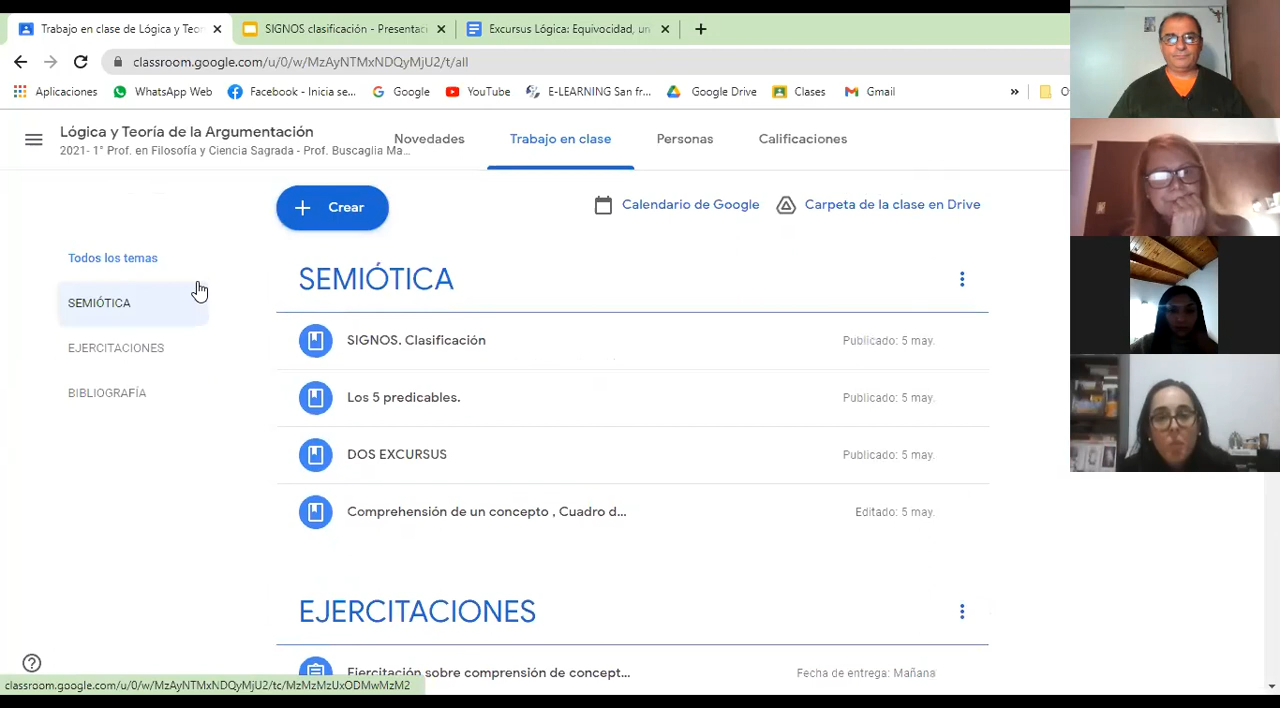 Trabajo en clase de Lógica y Teor
SIGNOS clasificación - Presentac
Excursus Lógica: Equivocidad, un
classroom.google.com/u/0/w/MzAyNTMxNDQyMjU2/t/all
Aplicaciones
WhatsApp Web
Facebook - Inicia se...
Google
YouTube
E-LEARNING San fr...
Google Drive
Clases
Gmail
»
Lógica y Teoría de la Argumentación
2021- 1° Prof. en Filosofía y Ciencia Sagrada - Prof. Buscaglia Ma...
Novedades
Trabajo en clase
Personas
Calificaciones
+ Crear
Calendario de Google
Carpeta de la clase en Drive
Todos los temas
SEMIÓTICA
EJERCITACIONES
BIBLIOGRAFÍA
SEMIÓTICA
SIGNOS. Clasificación
Publicado: 5 may.
Los 5 predicables.
Publicado: 5 may.
DOS EXCURSUS
Publicado: 5 may.
Comprehensión de un concepto , Cuadro d...
Editado: 5 may.
EJERCITACIONES
Ejercitación sobre comprensión de concept...
Fecha de entrega: Mañana
classroom.google.com/u/0/w/MzAyNTMxNDQyMjU2/tc/MzMzMzUxODMwMzM2